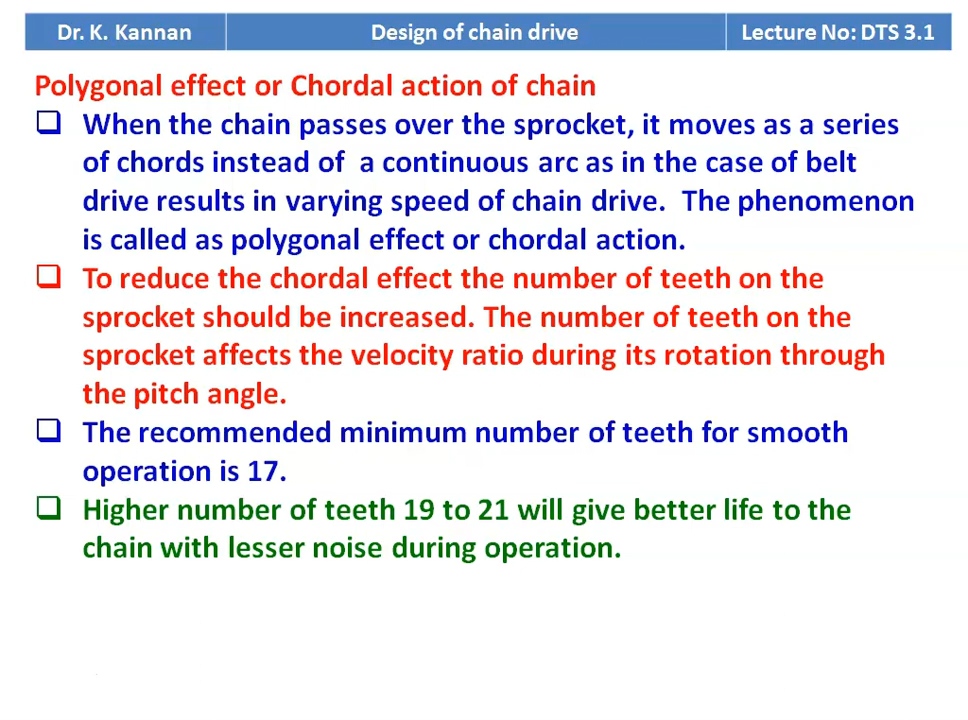 Dr. K. Kannan Design of chain drive Lecture No: DTS 3.1
Polygonal effect or Chordal action of chain
When the chain passes over the sprocket, it moves as a series
of chords instead of a continuous arc as in the case of belt
drive results in varying speed of chain drive. The phenomenon
is called as polygonal effect or chordal action.
To reduce the chordal effect the number of teeth on the
sprocket should be increased. The number of teeth on the
sprocket affects the velocity ratio during its rotation through
the pitch angle.
The recommended minimum number of teeth for smooth
operation is 17.
Higher number of teeth 19 to 21 will give better life to the
chain with lesser noise during operation.